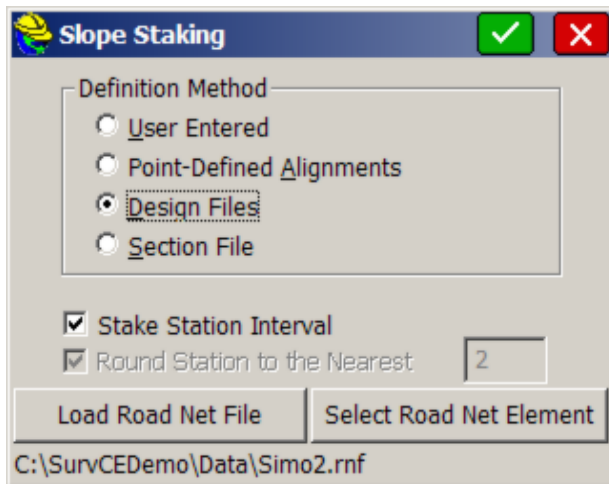 Slope Staking
Definition Method
User Entered
Point-Defined Alignments
Design Files
Section File
Stake Station Interval
Round Station to the Nearest 2
Load Road Net File Select Road Net Element
C:\SurvCEDemo\Data\Simo2.rnf